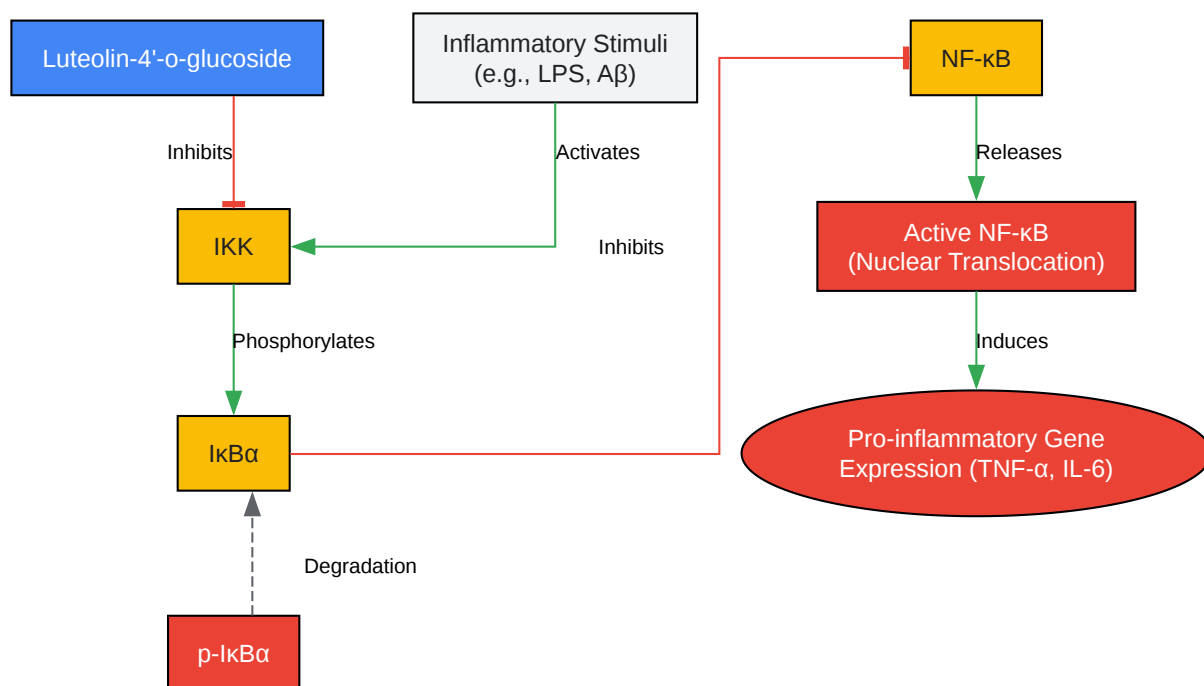 Luteolin-4'-o-glucoside
Inflammatory Stimuli
(e.g., LPS, Aβ)
NF-κB
Inhibits
Activates
Releases
IKK
Inhibits
Active NF-κB
(Nuclear Translocation)
Phosphorylates
Induces
IκBα
Pro-inflammatory Gene
Expression (TNF-α, IL-6)
Degradation
p-IκBα